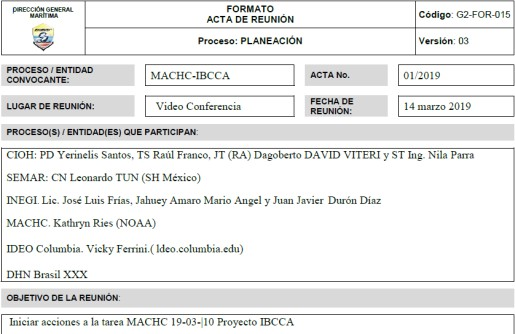 DIRECCIÓN GENERAL
MARÍTIMA
FORMATO
ACTA DE REUNIÓN
Código: G2-FOR-015
Proceso: PLANEACIÓN
Versión: 03
PROCESO / ENTIDAD
CONVOCANTE:
MACHC-IBCCA
ACTA No.
01/2019
LUGAR DE REUNIÓN:
Video Conferencia
FECHA DE
REUNIÓN:
14 marzo 2019
PROCESO(S) / ENTIDAD(ES) QUE PARTICIPAN:
CIOH: PD Yerinelis Santos, TS Raúl Franco, JT (RA) Dagoberto DAVID VITERI y ST Ing. Nila Parra
SEMAR: CN Leonardo TUN (SH México)
INEGI. Lic. José Luis Frías, Jahuey Amaro Mario Angel y Juan Javier Durón Díaz
MACHC. Kathryn Ries (NOAA)
IDEO Columbia. Vicky Ferrini.( ldeo.columbia.edu)
DHN Brasil XXX
OBJETIVO DE LA REUNIÓN:
Iniciar acciones a la tarea MACHC 19-03-|10 Proyecto IBCCA